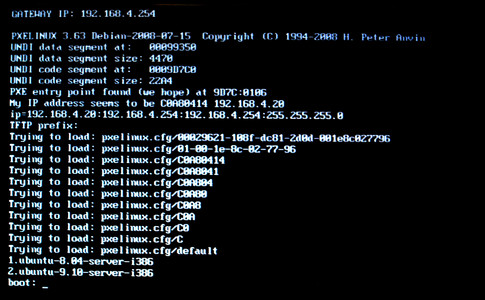 GATEWAY IP: 192.168.4.254
PXELINUX 3.63 Debian-2008-07-15  Copyright (C) 1994-2008 H. Peter Anvin
UNDI data segment at:   00099350
UNDI data segment size: 4470
UNDI code segment at:   0009D7C0
UNDI code segment size: 22A4
PXE entry point found (we hope) at 9D7C:0106
My IP address seems to be C0A80414 192.168.4.20
ip=192.168.4.20:192.168.4.254:192.168.4.254:255.255.255.0
TFTP prefix:
Trying to load: pxelinux.cfg/00029621-108f-dc81-2d0d-001e8c027796
Trying to load: pxelinux.cfg/01-00-1e-8c-02-77-96
Trying to load: pxelinux.cfg/C0A80414
Trying to load: pxelinux.cfg/C0A8041
Trying to load: pxelinux.cfg/C0A804
Trying to load: pxelinux.cfg/C0A80
Trying to load: pxelinux.cfg/C0A8
Trying to load: pxelinux.cfg/C0A
Trying to load: pxelinux.cfg/C0
Trying to load: pxelinux.cfg/C
Trying to load: pxelinux.cfg/default
1.ubuntu-8.04-server-i386
2.ubuntu-9.10-server-i386
boot: _